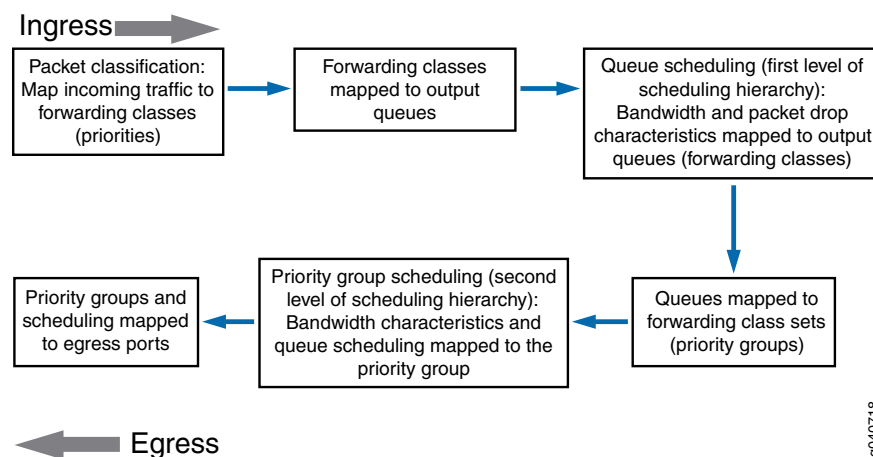 Ingress
Packet classification:
Map incoming traffic to
forwarding classes
(priorities)
Forwarding classes
mapped to output
queues
Queue scheduling (first level of
scheduling hierarchy):
Bandwidth and packet drop
characteristics mapped to output
queues (forwarding classes)
Queues mapped to
forwarding class sets
(priority groups)
Priority group scheduling (second
level of scheduling hierarchy):
Bandwidth characteristics and
queue scheduling mapped to the
priority group
Priority groups and
scheduling mapped
to egress ports
Egress